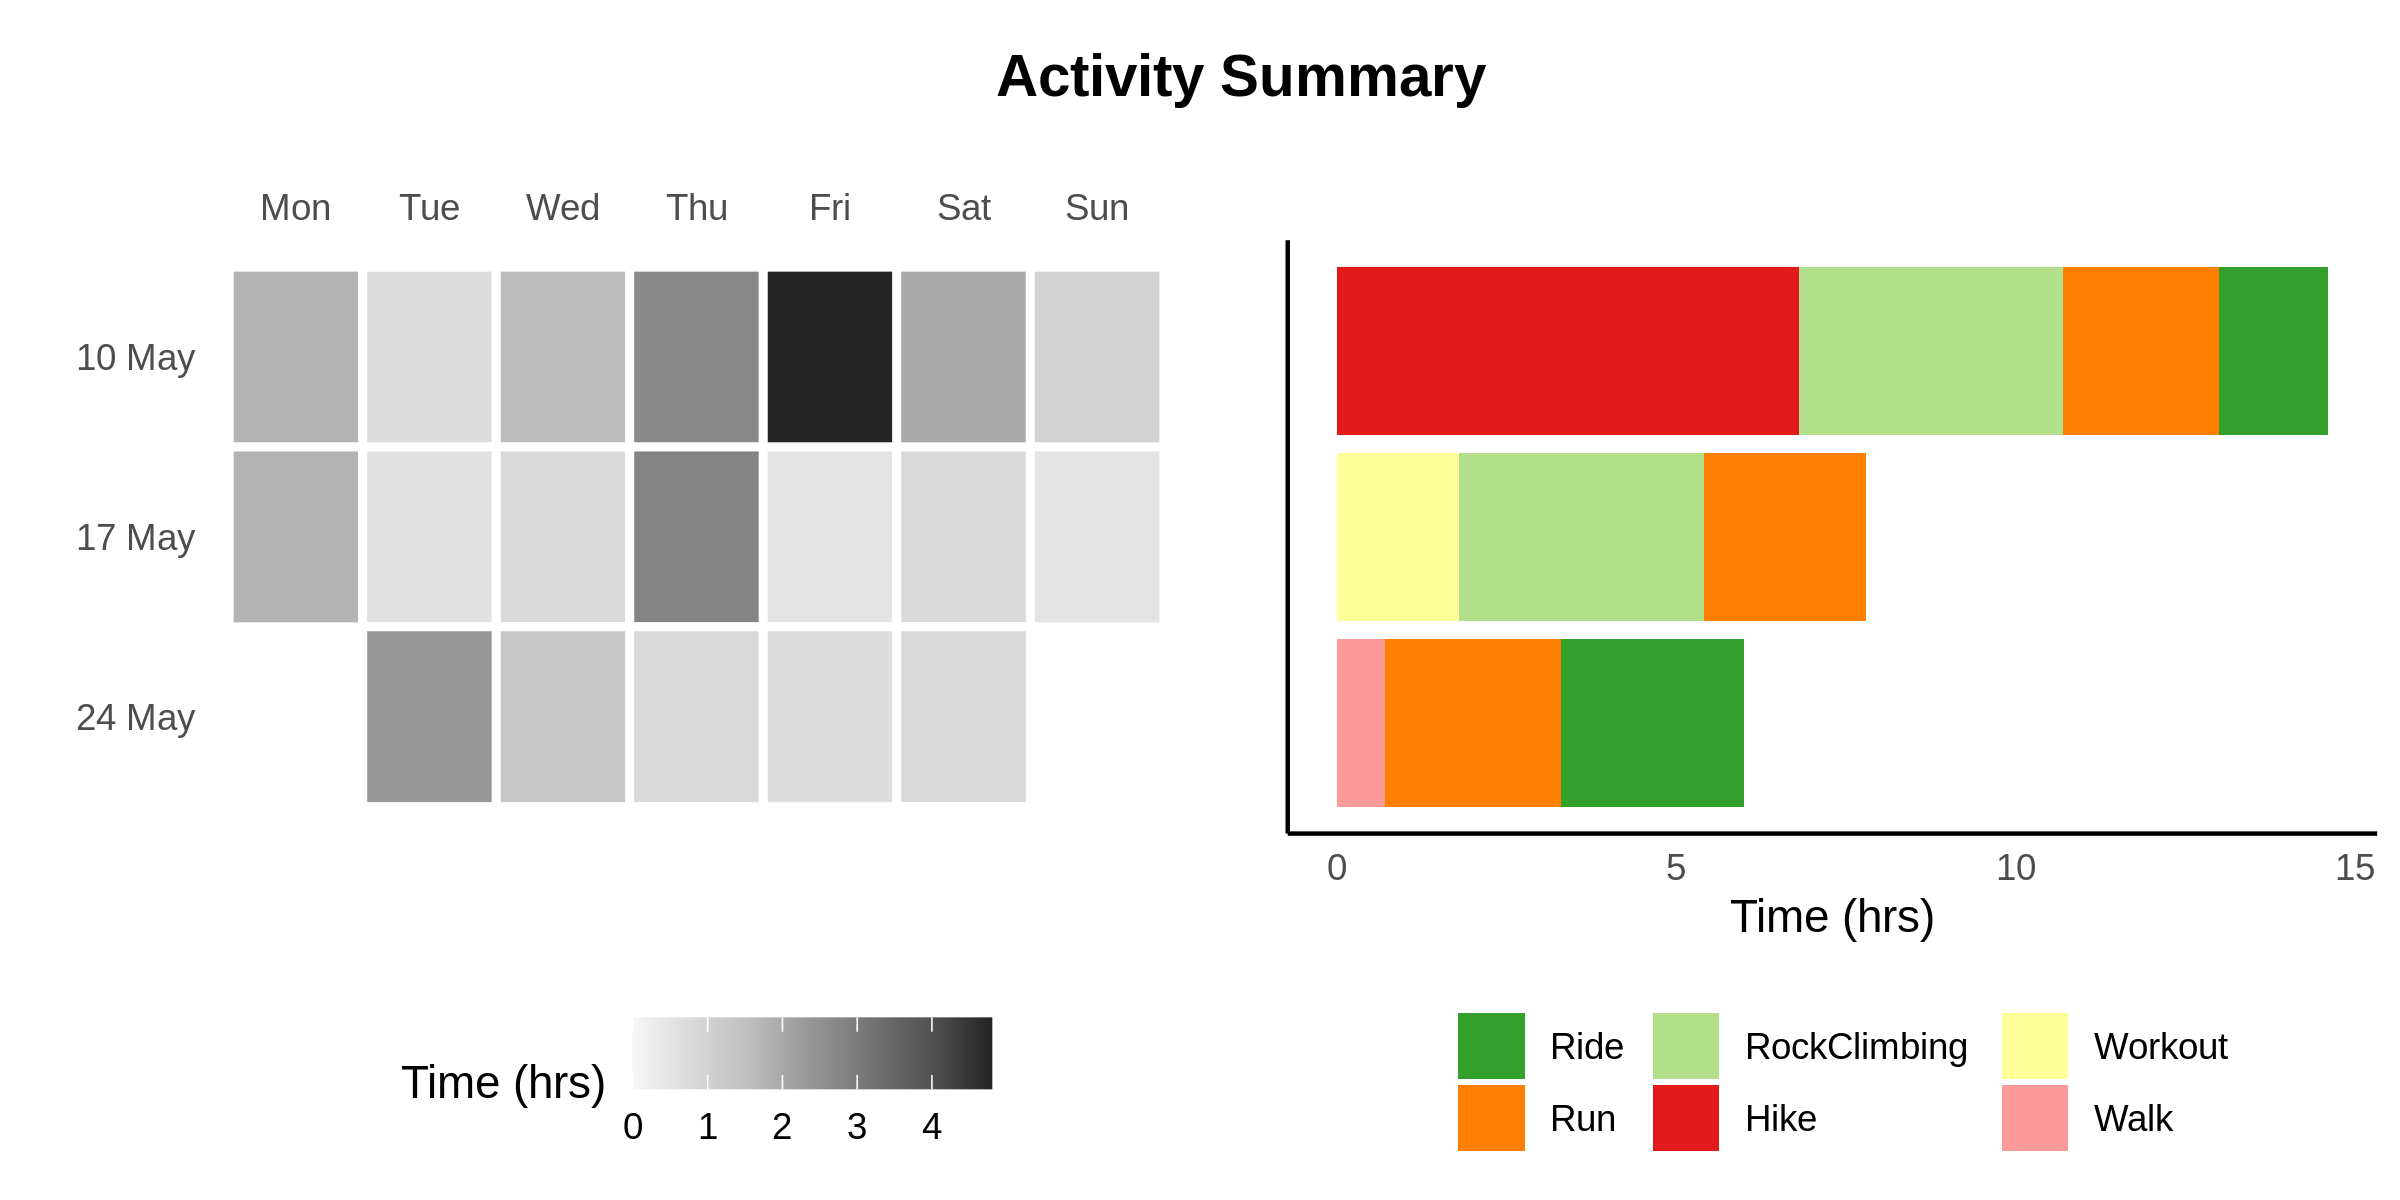 Activity Summary
Mon Tue Wed Thu Fri Sat Sun
10 May
17 May
24 May
0 5 10 15
Time (hrs)
Time (hrs)
0 1 2 3 4
Ride RockClimbing Workout
Run Hike Walk